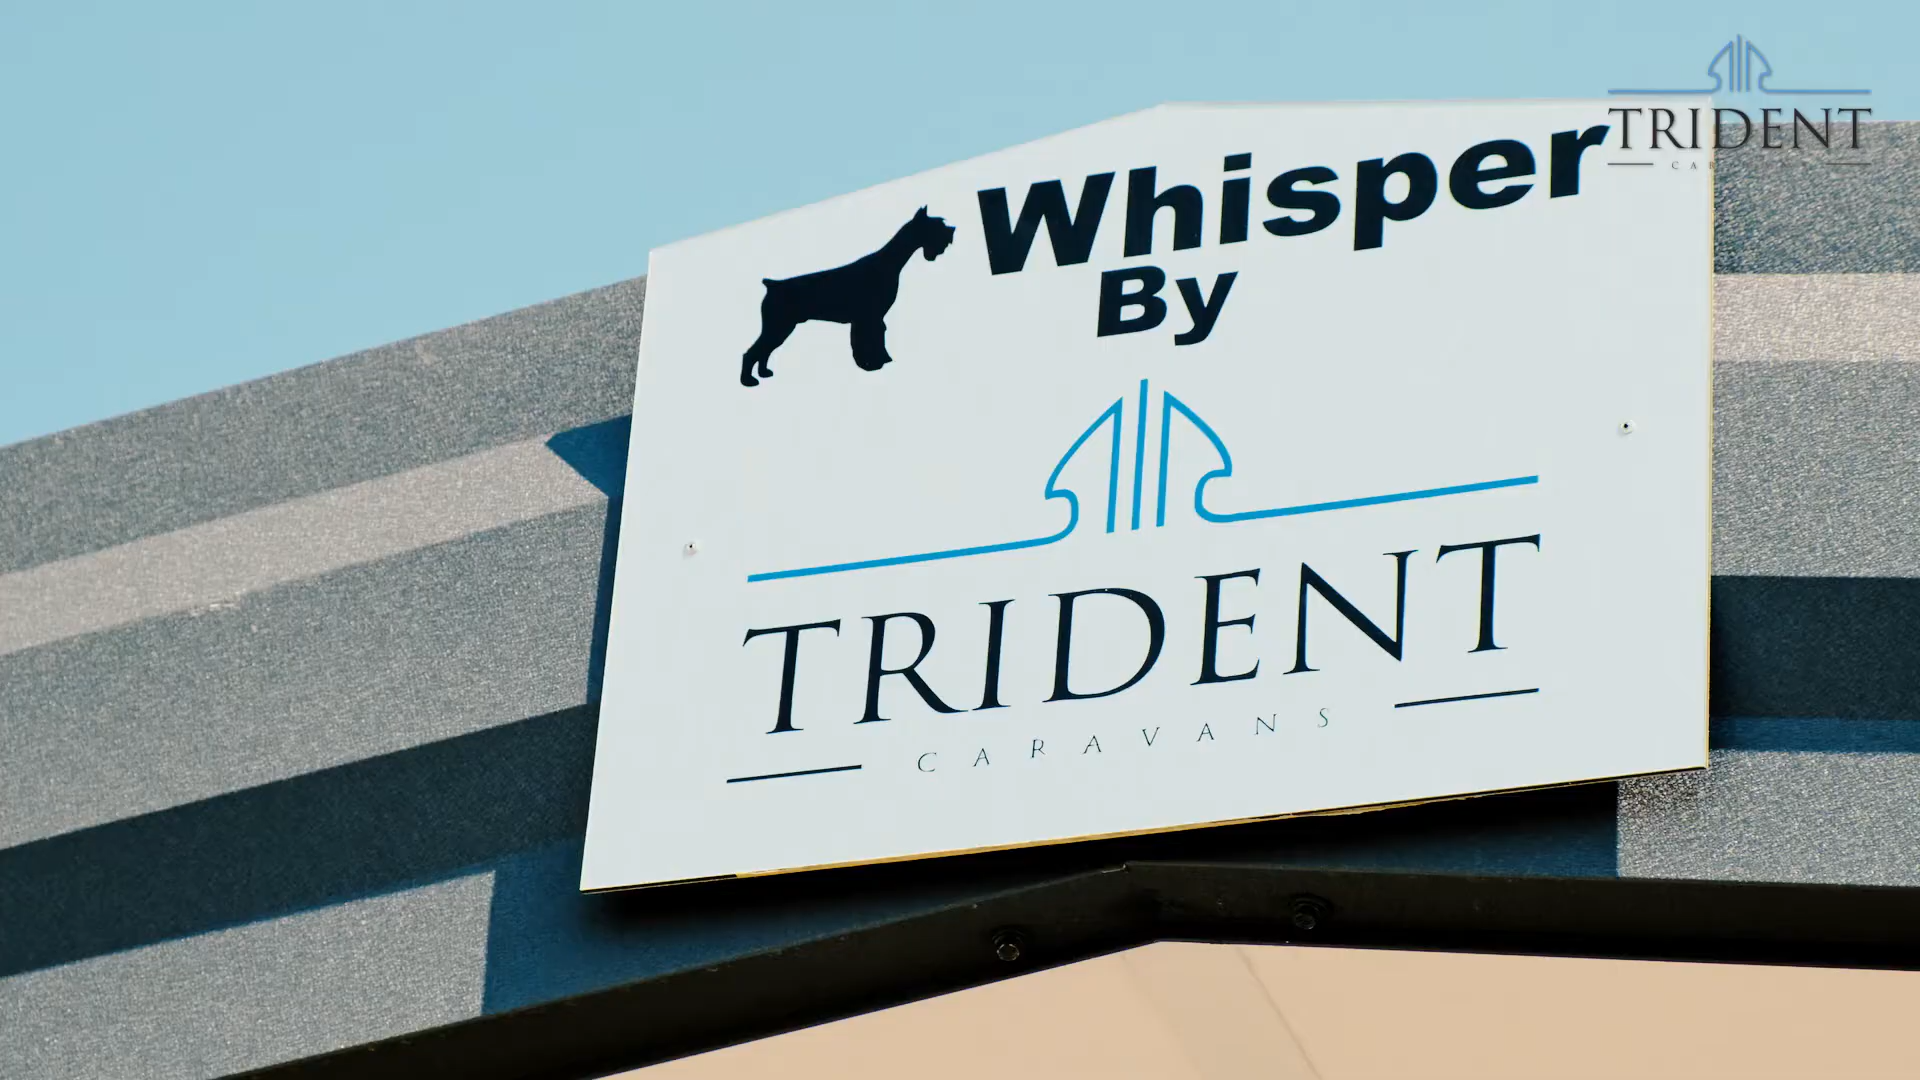 Whisper
By
TRIDENT
CARAVANS
TRIDENT